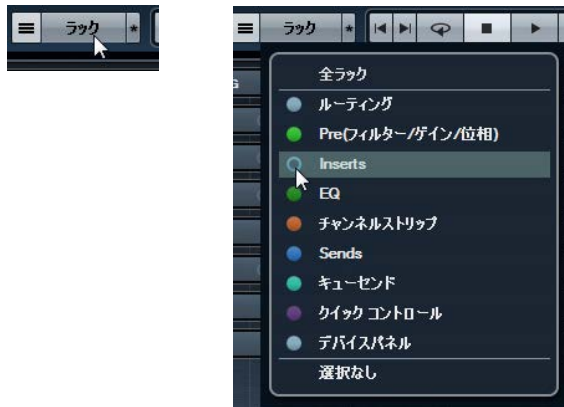 ラック *
ラック *
全ラック
ルーティング
Pre(フィルター/ゲイン/位相)
Inserts
EQ
チャンネルストリップ
Sends
キューセンド
クイック コントロール
デバイスパネル
選択なし